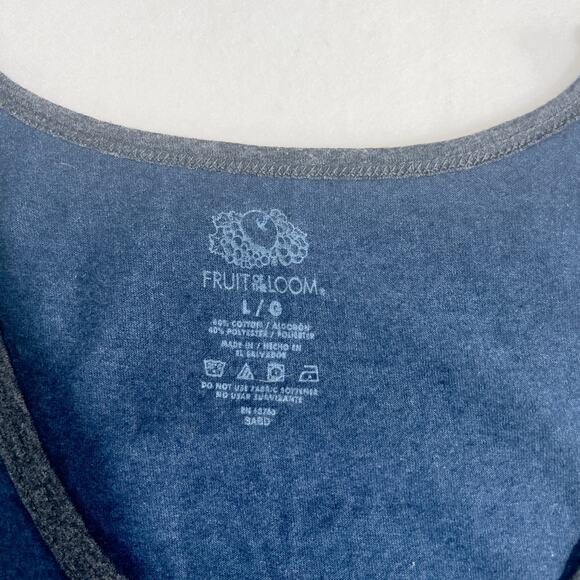 FRUIT OF THE LOOM®
L / G
60% COTTON / ALGODÓN
40% POLYESTER / POLIÉSTER
MADE IN / HECHO EN
EL SALVADOR
DO NOT USE FABRIC SOFTENER
NO USAR SUAVIZANTE
RN